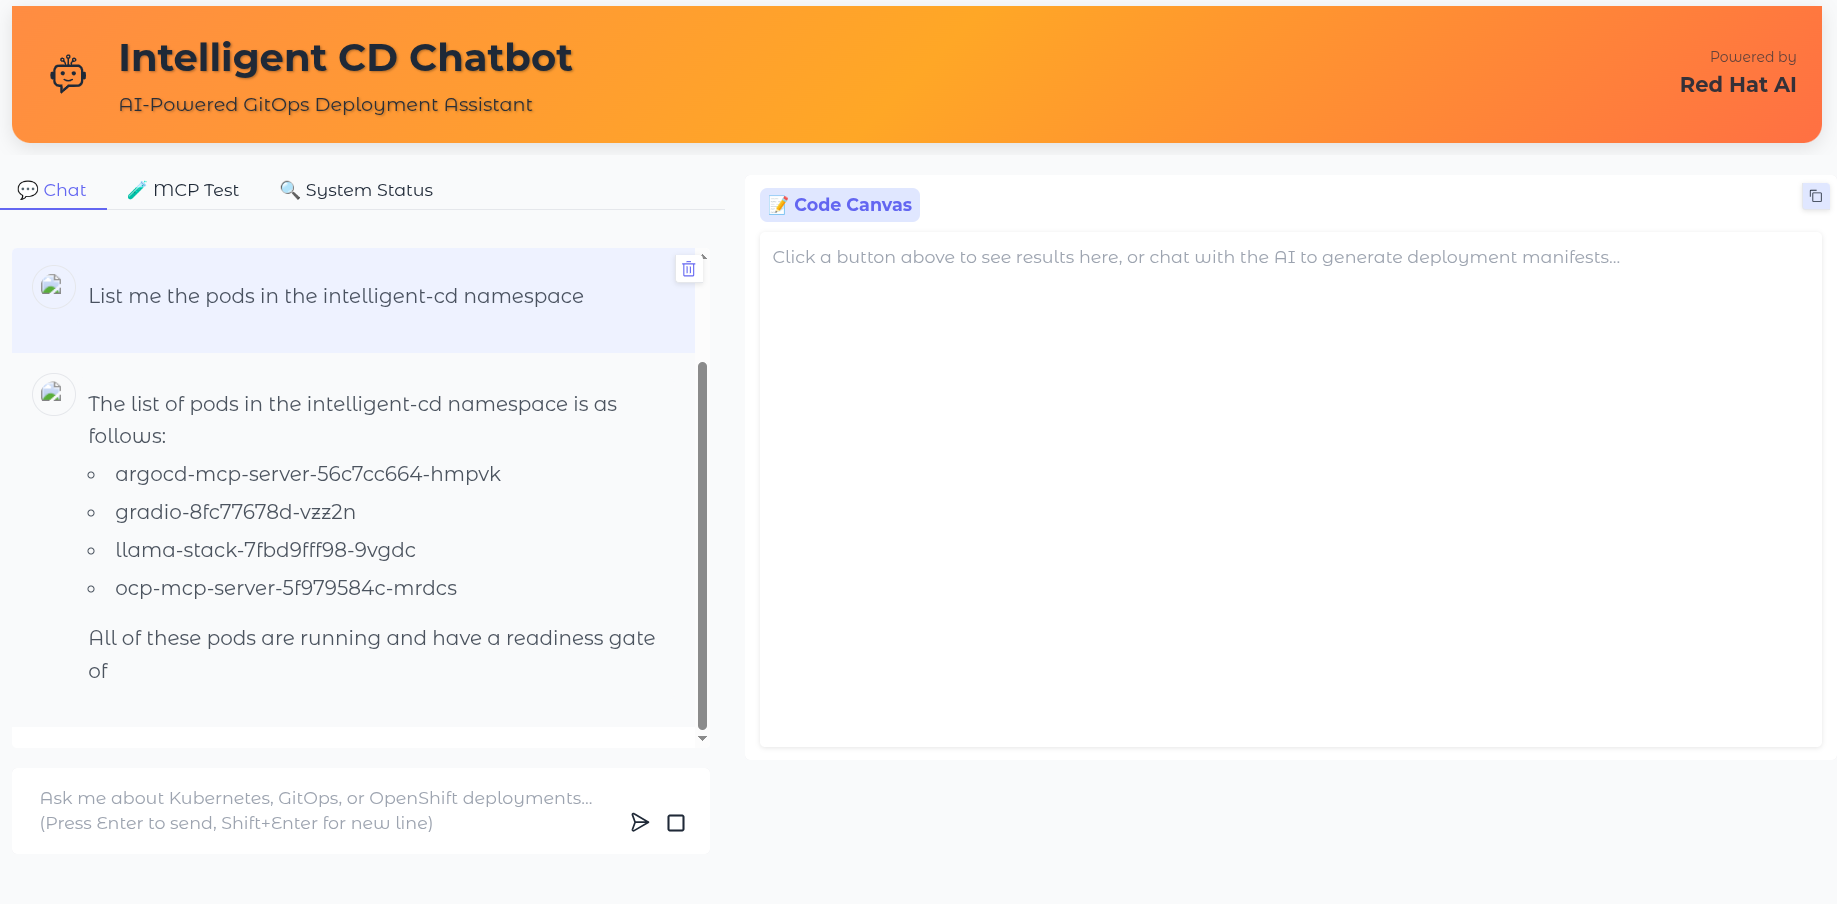 Intelligent CD Chatbot
AI-Powered GitOps Deployment Assistant
Powered by
Red Hat AI
💬 Chat
🧪 MCP Test
🔍 System Status
List me the pods in the intelligent-cd namespace
The list of pods in the intelligent-cd namespace is as
follows:
argocd-mcp-server-56c7cc664-hmpvk
gradio-8fc77678d-vzz2n
llama-stack-7fbd9fff98-9vgdc
ocp-mcp-server-5f979584c-mrdcs
All of these pods are running and have a readiness gate
of
Ask me about Kubernetes, GitOps, or OpenShift deployments...
(Press Enter to send, Shift+Enter for new line)
📝 Code Canvas
Click a button above to see results here, or chat with the AI to generate deployment manifests...